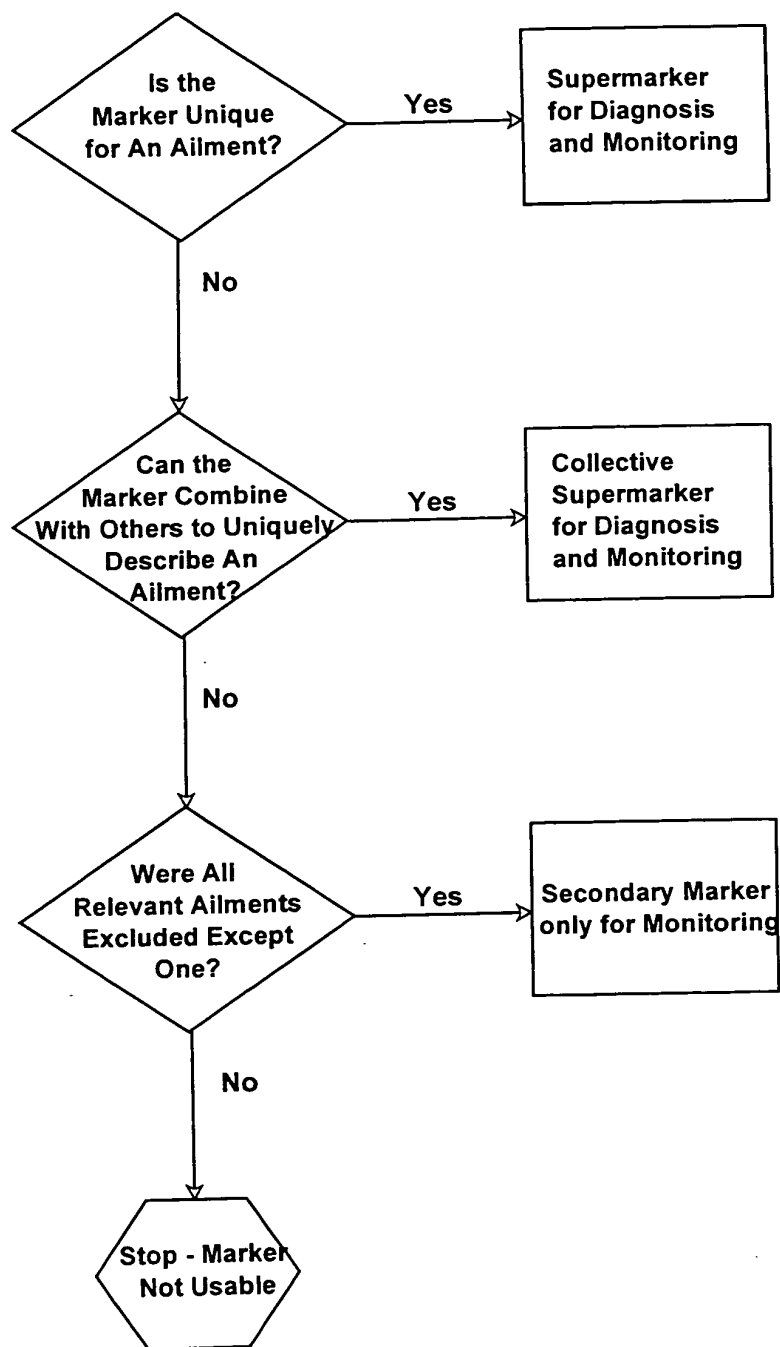 Is the
Marker Unique
for An Ailment?
Yes
Supermarker
for Diagnosis
and Monitoring
No
Can the
Marker Combine
With Others to Uniquely
Describe An
Ailment?
Yes
Collective
Supermarker
for Diagnosis
and Monitoring
No
Were All
Relevant Ailments
Excluded Except
One?
Yes
Secondary Marker
only for Monitoring
No
Stop - Marker
Not Usable